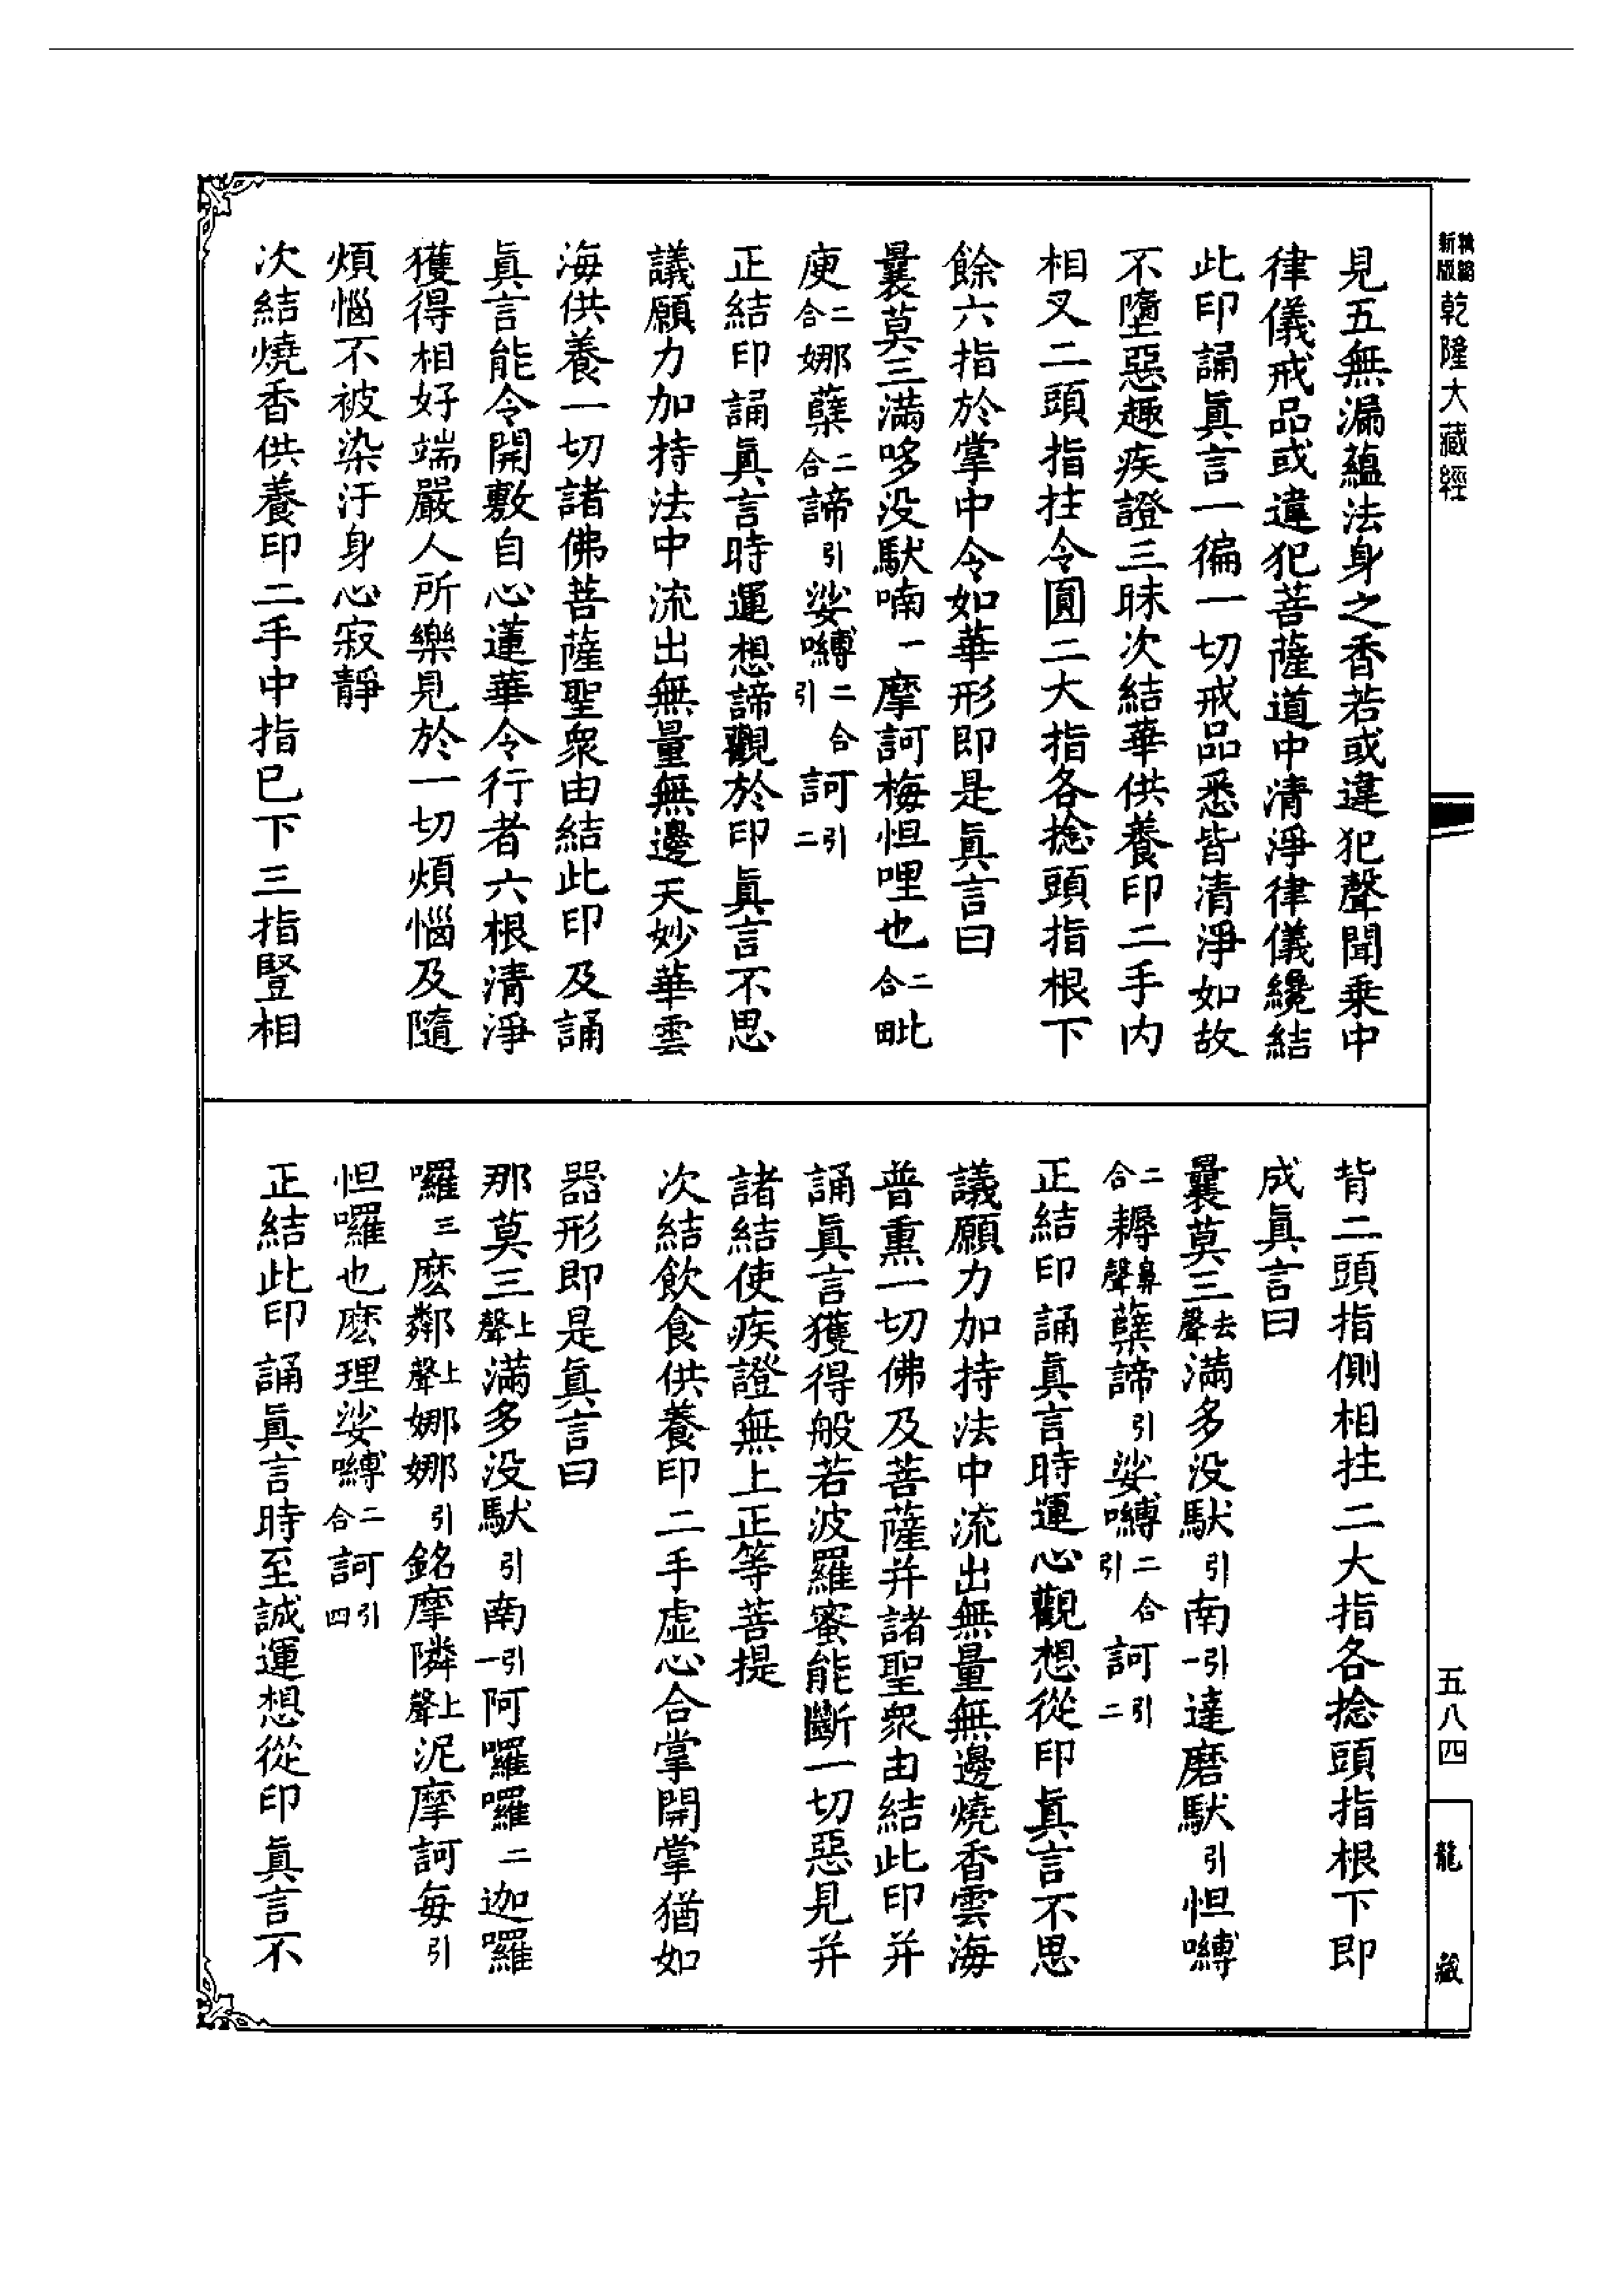 精縮新版 乾隆大藏經
見五無漏蘊法身之香若或違犯聲聞乗中
律儀戒品或違犯菩薩道中清淨律儀纔結
此印誦眞言一徧一切戒品悉皆清淨如故
不墮惡趣疾證三昧次結華供養印二手内
相叉二頭指拄令圓二大指各捻頭指根下
餘六指於掌中令如華形即是眞言曰
曩莫三滿哆没馱喃一摩訶梅怛哩也二合毗
庾二合娜蘖二合諦引娑嚩二合引訶引二
正結印誦眞言時運想諦觀於印眞言不思
議願力加持法中流出無量無邊天妙華雲
海供養一切諸佛菩薩聖衆由結此印及誦
眞言能令開敷自心蓮華令行者六根清淨
獲得相好端嚴人所樂見於一切煩惱及隨
煩惱不被染汙身心寂靜
次結燒香供養印二手中指已下三指豎相
背二頭指側相拄二大指各捻頭指根下即
成眞言曰
曩莫三去聲滿多没馱引南引一達磨馱引怛嚩
二合耨鼻聲蘖諦引娑嚩二合引訶引二
正結印誦眞言時運心觀想從印眞言不思
議願力加持法中流出無量無邊燒香雲海
普熏一切佛及菩薩并諸聖衆由結此印并
誦眞言獲得般若波羅蜜能斷一切惡見并
諸結使疾證無上正等菩提
次結飲食供養印二手虚心合掌開掌猶如
器形即是眞言曰
那莫三上聲滿多没馱引南引一阿囉囉二迦囉
囉三麽鄰上聲娜娜引銘摩隣上聲泥摩訶每引
怛囉也麽理娑嚩二合訶引四
正結此印誦眞言時至誠運想從印眞言不
五八四
龍藏